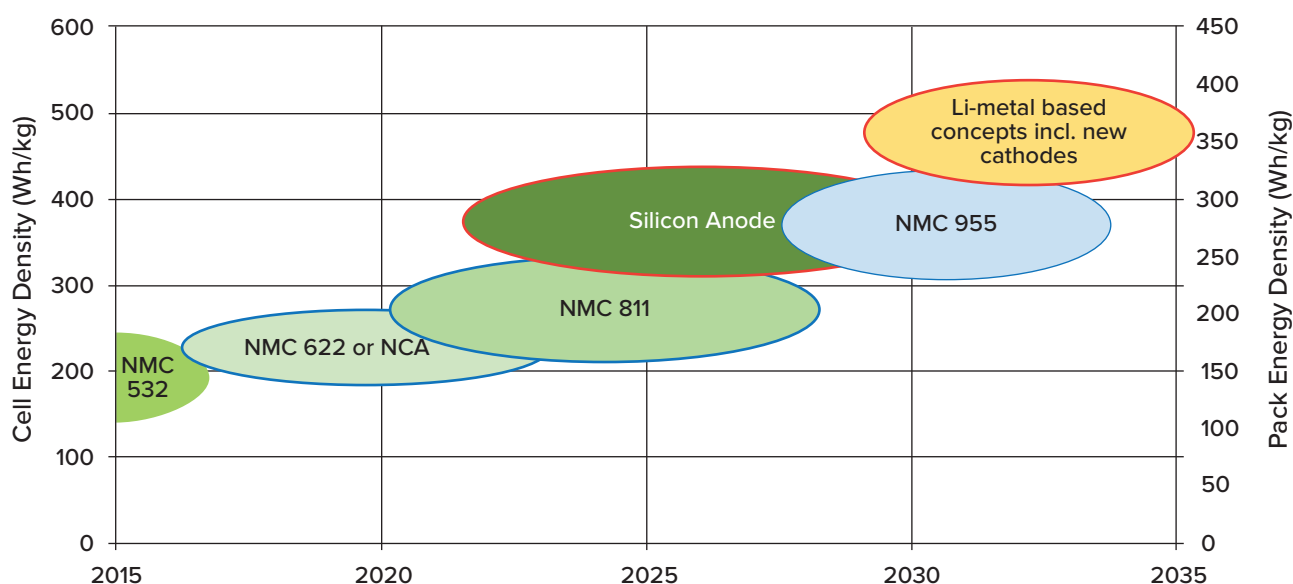 Cell Energy Density (Wh/kg)
600
500
400
300
200
100
0
NMC
532
NMC 622 or NCA
NMC 811
Silicon Anode
NMC 955
Li-metal based
concepts incl. new
cathodes
450
400
350
300
250
200
150
100
50
0
Pack Energy Density (Wh/kg)
2015
2020
2025
2030
2035